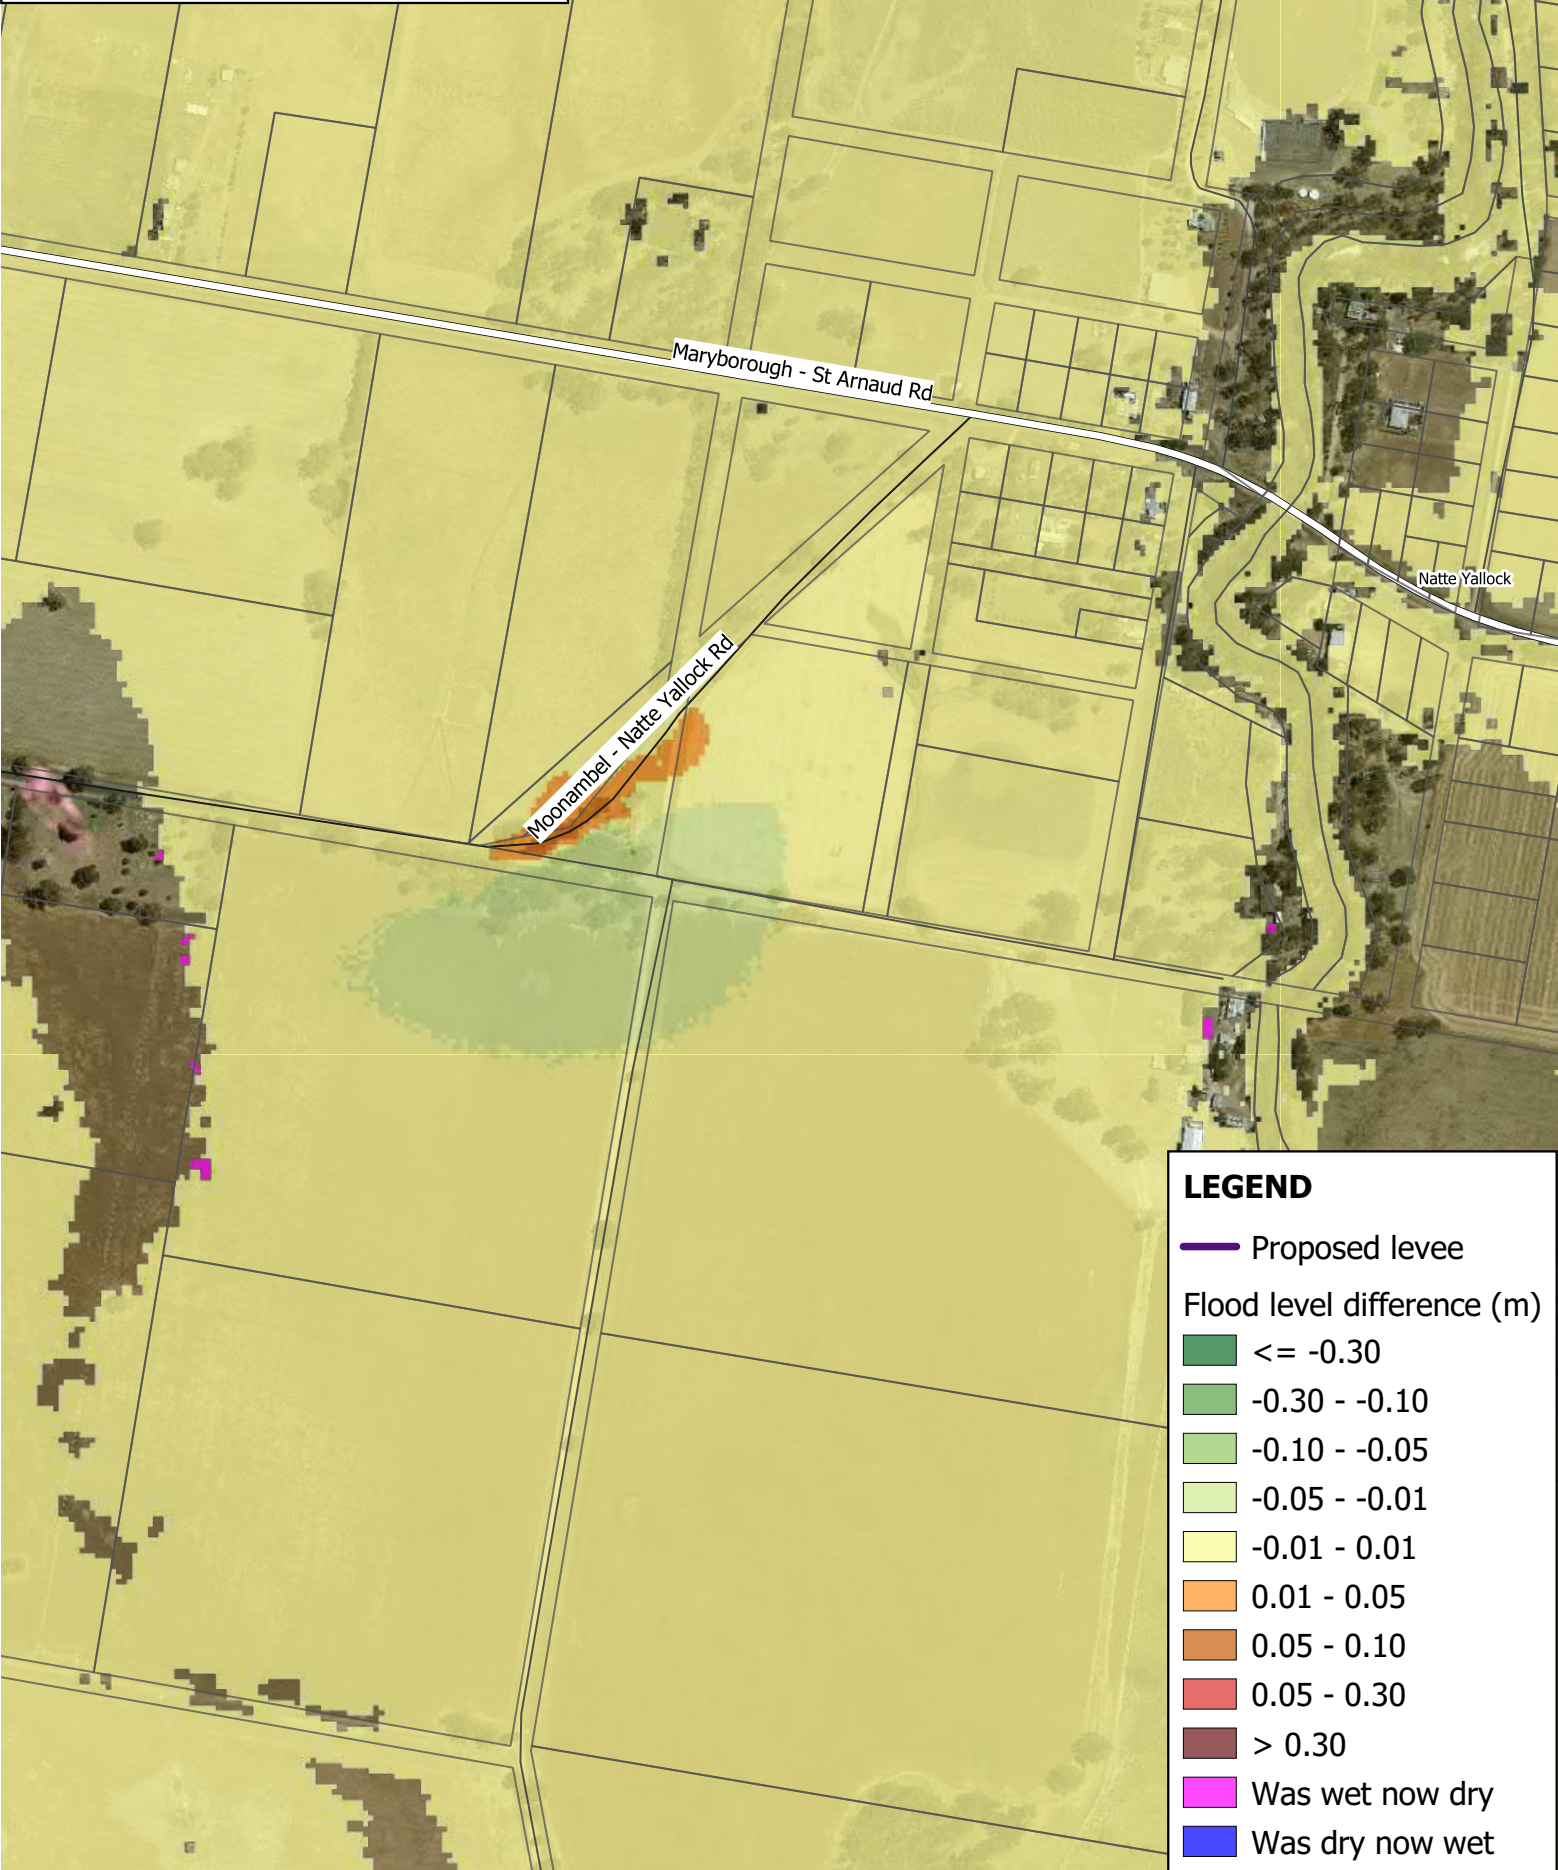 Maryborough - St Arnaud Rd
Natte Yallock
Moonambel - Natte Yallock Rd
LEGEND
Proposed levee
Flood level difference (m)
<= -0.30
-0.30 - -0.10
-0.10 - -0.05
-0.05 - -0.01
-0.01 - 0.01
0.01 - 0.05
0.05 - 0.10
0.05 - 0.30
> 0.30
Was wet now dry
Was dry now wet